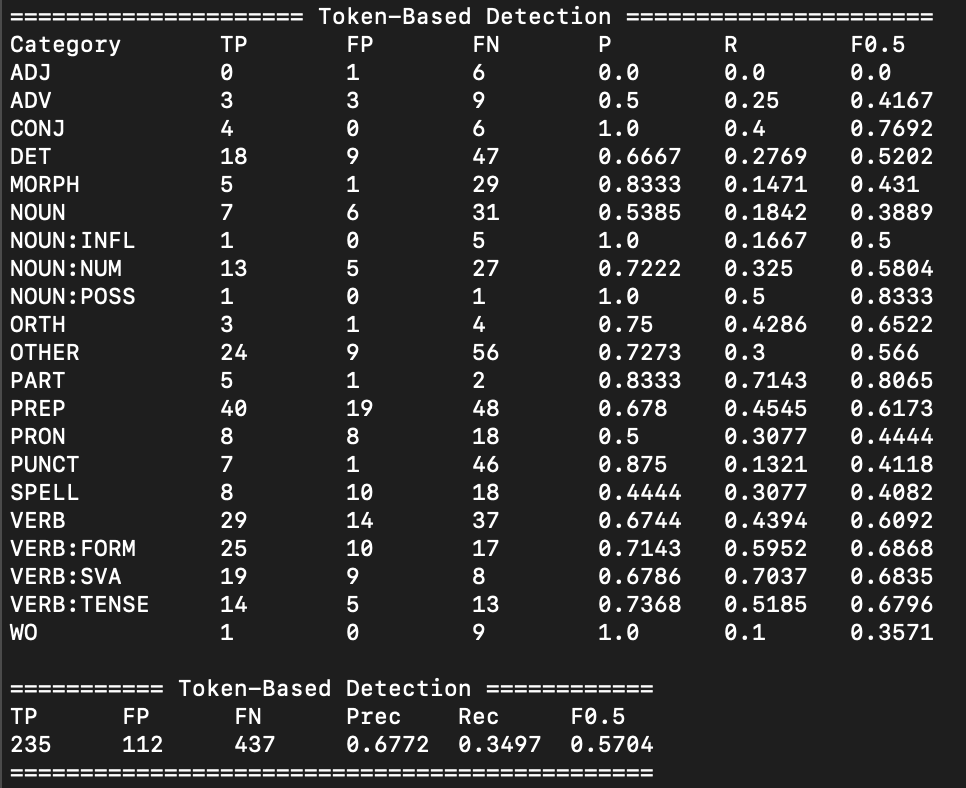 ===================== Token-Based Detection ======================
Category TP FP FN P R F0.5
ADJ 0 1 6 0.0 0.0 0.0
ADV 3 3 9 0.5 0.25 0.4167
CONJ 4 0 6 1.0 0.4 0.7692
DET 18 9 47 0.6667 0.2769 0.5202
MORPH 5 1 29 0.8333 0.1471 0.431
NOUN 7 6 31 0.5385 0.1842 0.3889
NOUN:INFL 1 0 5 1.0 0.1667 0.5
NOUN:NUM 13 5 27 0.7222 0.325 0.5804
NOUN:POSS 1 0 1 1.0 0.5 0.8333
ORTH 3 1 4 0.75 0.4286 0.6522
OTHER 24 9 56 0.7273 0.3 0.566
PART 5 1 2 0.8333 0.7143 0.8065
PREP 40 19 48 0.678 0.4545 0.6173
PRON 8 8 18 0.5 0.3077 0.4444
PUNCT 7 1 46 0.875 0.1321 0.4118
SPELL 8 10 18 0.4444 0.3077 0.4082
VERB 29 14 37 0.6744 0.4394 0.6092
VERB:FORM 25 10 17 0.7143 0.5952 0.6868
VERB:SVA 19 9 8 0.6786 0.7037 0.6835
VERB:TENSE 14 5 13 0.7368 0.5185 0.6796
WO 1 0 9 1.0 0.1 0.3571
=========== Token-Based Detection ============
TP FP FN Prec Rec F0.5
235 112 437 0.6772 0.3497 0.5704
==============================================